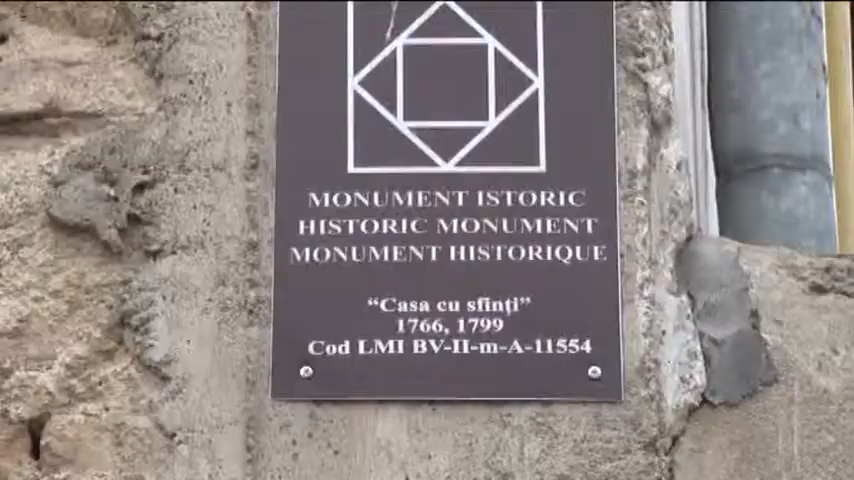 MONUMENT ISTORIC
HISTORIC MONUMENT
MONUMENT HISTORIQUE
“Casa cu sfinți”
1766, 1799
Cod LMI BV-II-m-A-11554